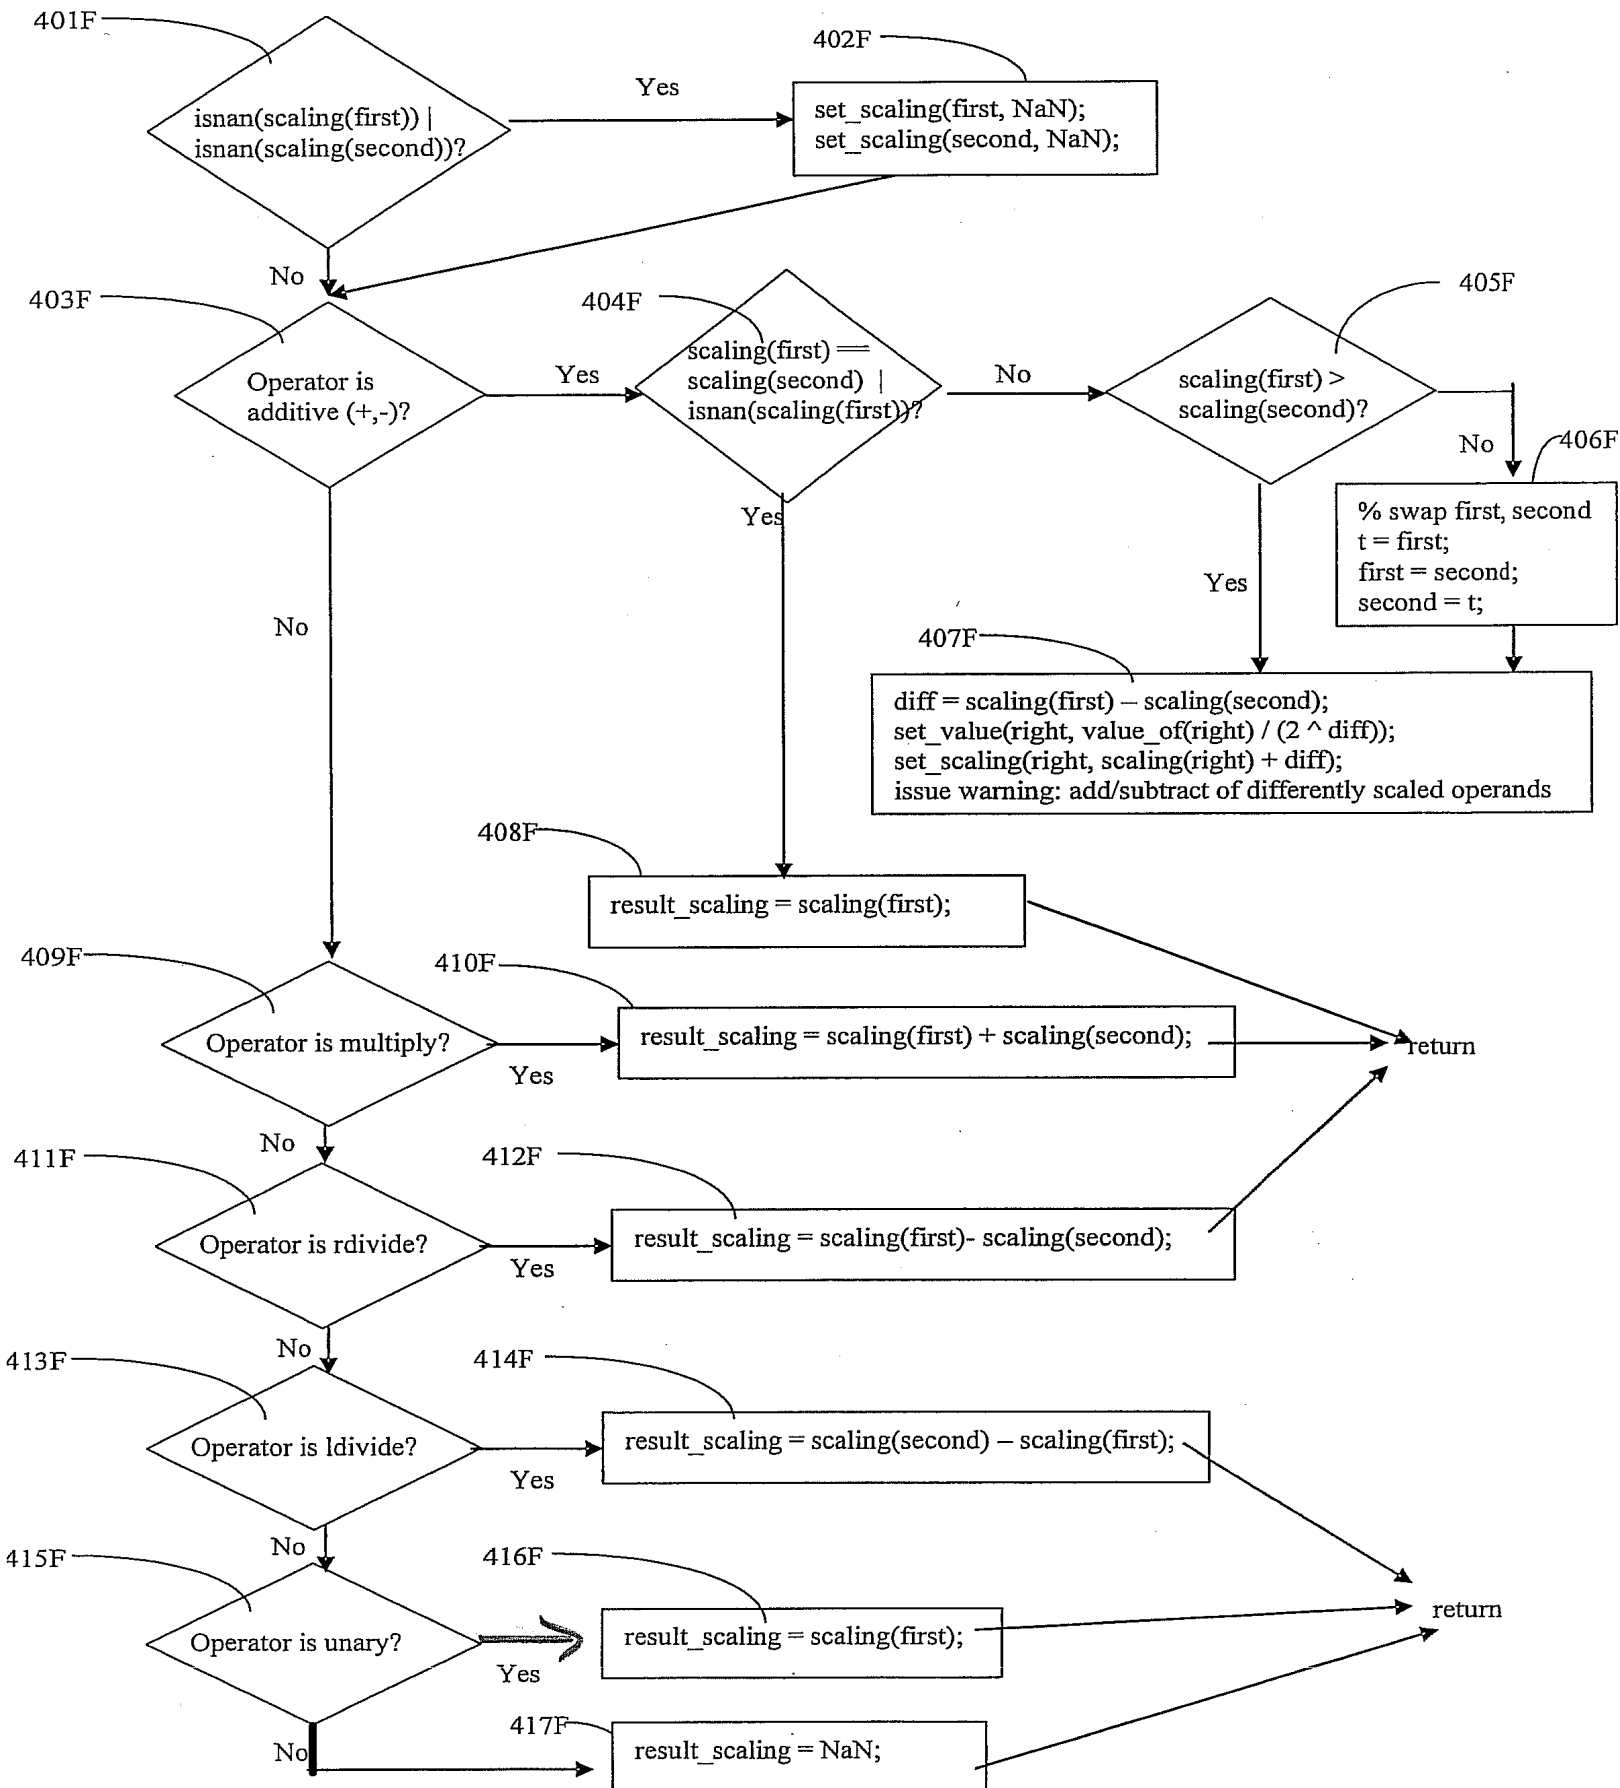 401F
isnan(scaling(first)) |
isnan(scaling(second))?
Yes
402F
set_scaling(first, NaN);
set_scaling(second, NaN);
No
403F
Operator is
additive (+,-)?
Yes
404F
scaling(first) ==
scaling(second) |
isnan(scaling(first))?
No
405F
scaling(first) >
scaling(second)?
No
406F
% swap first, second
t = first;
first = second;
second = t;
Yes
Yes
No
407F
diff = scaling(first) – scaling(second);
set_value(right, value_of(right) / (2 ^ diff));
set_scaling(right, scaling(right) + diff);
issue warning: add/subtract of differently scaled operands
408F
result_scaling = scaling(first);
409F
Operator is multiply?
Yes
410F
result_scaling = scaling(first) + scaling(second);
return
No
411F
Operator is rdivide?
Yes
412F
result_scaling = scaling(first)- scaling(second);
No
413F
Operator is ldivide?
Yes
414F
result_scaling = scaling(second) – scaling(first);
No
415F
Operator is unary?
Yes
416F
result_scaling = scaling(first);
return
No
417F
result_scaling = NaN;